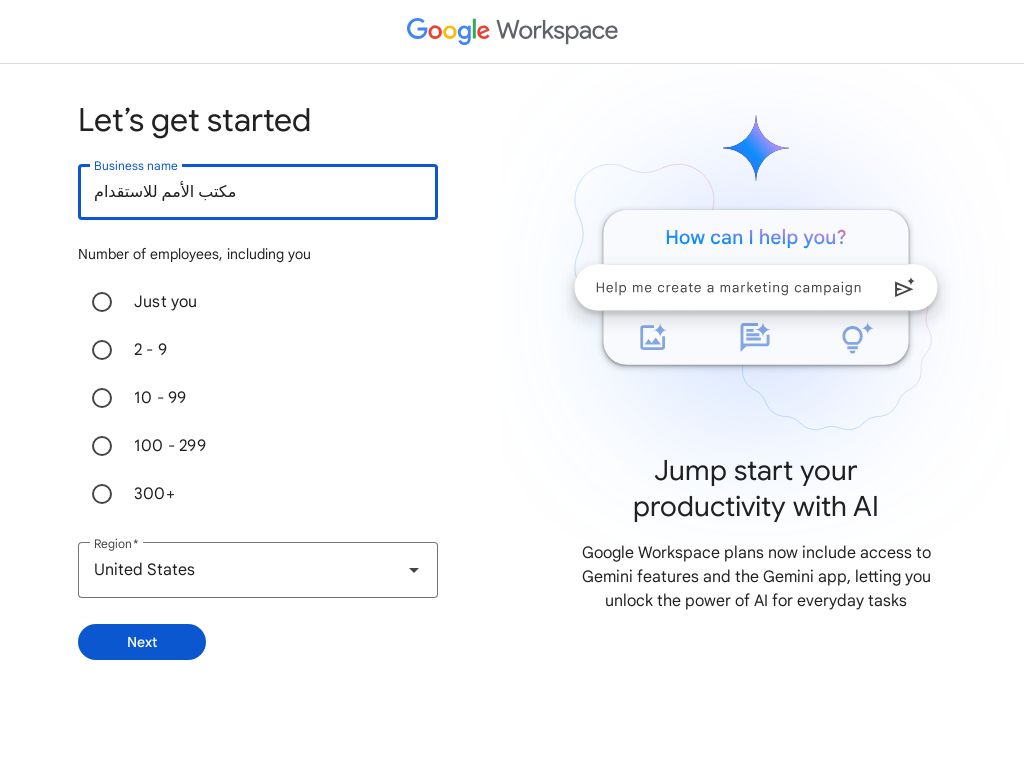 Google Workspace
Let's get started
Business name
مكتب الأمم للاستقدام
Number of employees, including you
Just you
2 - 9
10 - 99
100 - 299
300+
Region*
United States
Next
How can I help you?
Help me create a marketing campaign
Jump start your
productivity with AI
Google Workspace plans now include access to
Gemini features and the Gemini app, letting you
unlock the power of AI for everyday tasks